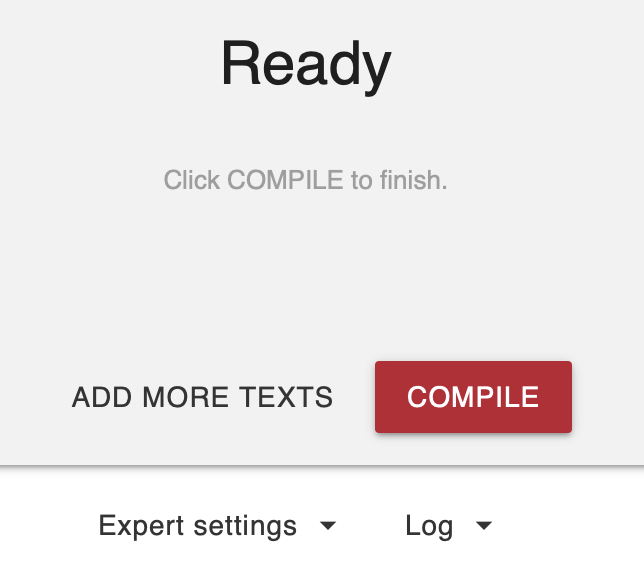 Ready
Click COMPILE to finish.
ADD MORE TEXTS COMPILE
Expert settings Log